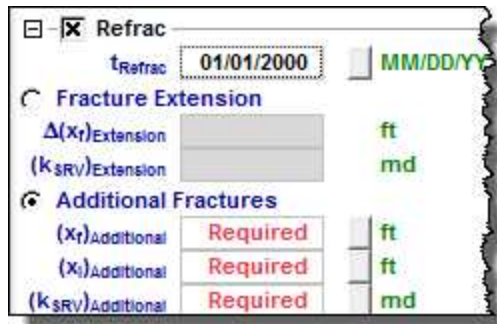 Refrac
tRefrac 01/01/2000 MM/DD/YY
Fracture Extension
Δ(xf)Extension ft
(kSRV)Extension md
Additional Fractures
(xf)Additional Required ft
(xI)Additional Required ft
(kSRV)Additional Required md